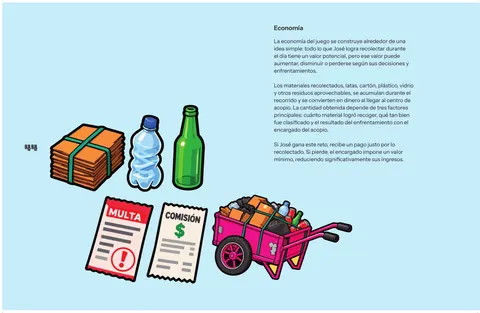 Economía
La economía del juego se construye alrededor de una
idea simple: todo lo que José logra recolectar durante
el día tiene un valor potencial, pero ese valor puede
aumentar, disminuir o perderse según sus decisiones y
enfrentamientos.
Los materiales recolectados, latas, cartón, plástico, vidrio
y otros residuos aprovechables, se acumulan durante el
recorrido y se convierten en dinero al llegar al centro de
acopio. La cantidad obtenida depende de tres factores
principales: cuánto material logró recoger, qué tan bien
fue clasificado y el resultado del enfrentamiento con el
encargado del acopio.
Si José gana este reto, recibe un pago justo por lo
recolectado. Si pierde, el encargado impone un valor
mínimo, reduciendo significativamente sus ingresos.
MULTA
!
COMISIÓN
$